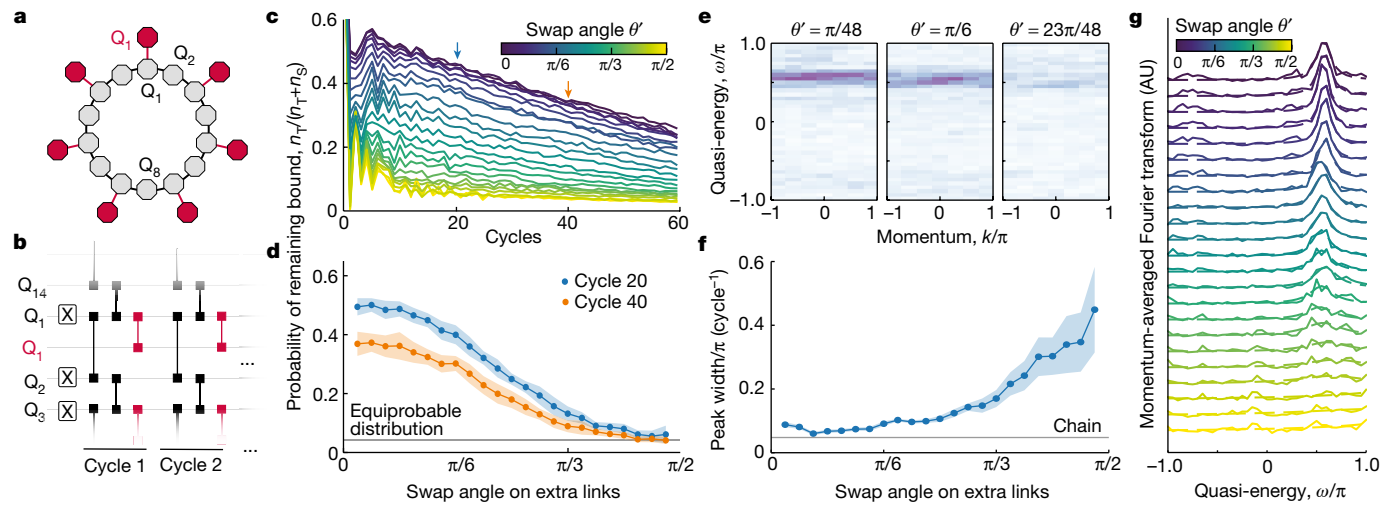 a
Q1
Q2
Q1
Q8
b
Q14
Q1
Q1
Q2
Q3
X
X
X
...
...
Cycle 1
Cycle 2
c
Probability of remaining bound, nT/(nT+nS)
0.6
0.4
0.2
0
Swap angle θ′
0
π/6
π/3
π/2
0
20
40
60
Cycles
d
0.6
0.4
0.2
0
Cycle 20
Cycle 40
Equiprobable
distribution
0
π/6
π/3
π/2
Swap angle on extra links
e
θ′ = π/48
θ′ = π/6
θ′ = 23π/48
Quasi-energy, ω/π
1.0
0
−1.0
−1
0
1
−1
0
1
−1
0
1
Momentum, k/π
f
Peak width/π (cycle−1)
0.6
0.4
0.2
0
Chain
0
π/6
π/3
π/2
Swap angle on extra links
g
Swap angle θ′
0
π/6
π/3
π/2
Momentum-averaged Fourier transform (AU)
−1.0
0
1.0
Quasi-energy, ω/π